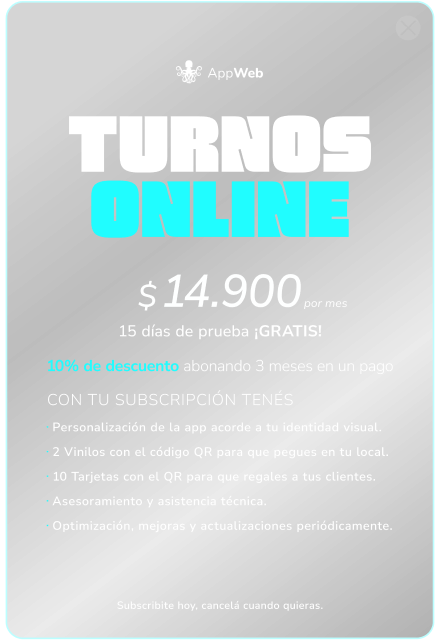 AppWeb
TURNOS
ONLINE
$ 14.900 por mes
15 días de prueba ¡GRATIS!
10% de descuento abonando 3 meses en un pago
CON TU SUBSCRIPCIÓN TENÉS
· Personalización de la app acorde a tu identidad visual.
· 2 Vinilos con el código QR para que pegues en tu local.
· 10 Tarjetas con el QR para que regales a tus clientes.
· Asesoramiento y asistencia técnica.
· Optimización, mejoras y actualizaciones periódicamente.
Subscribite hoy, cancelá cuando quieras.